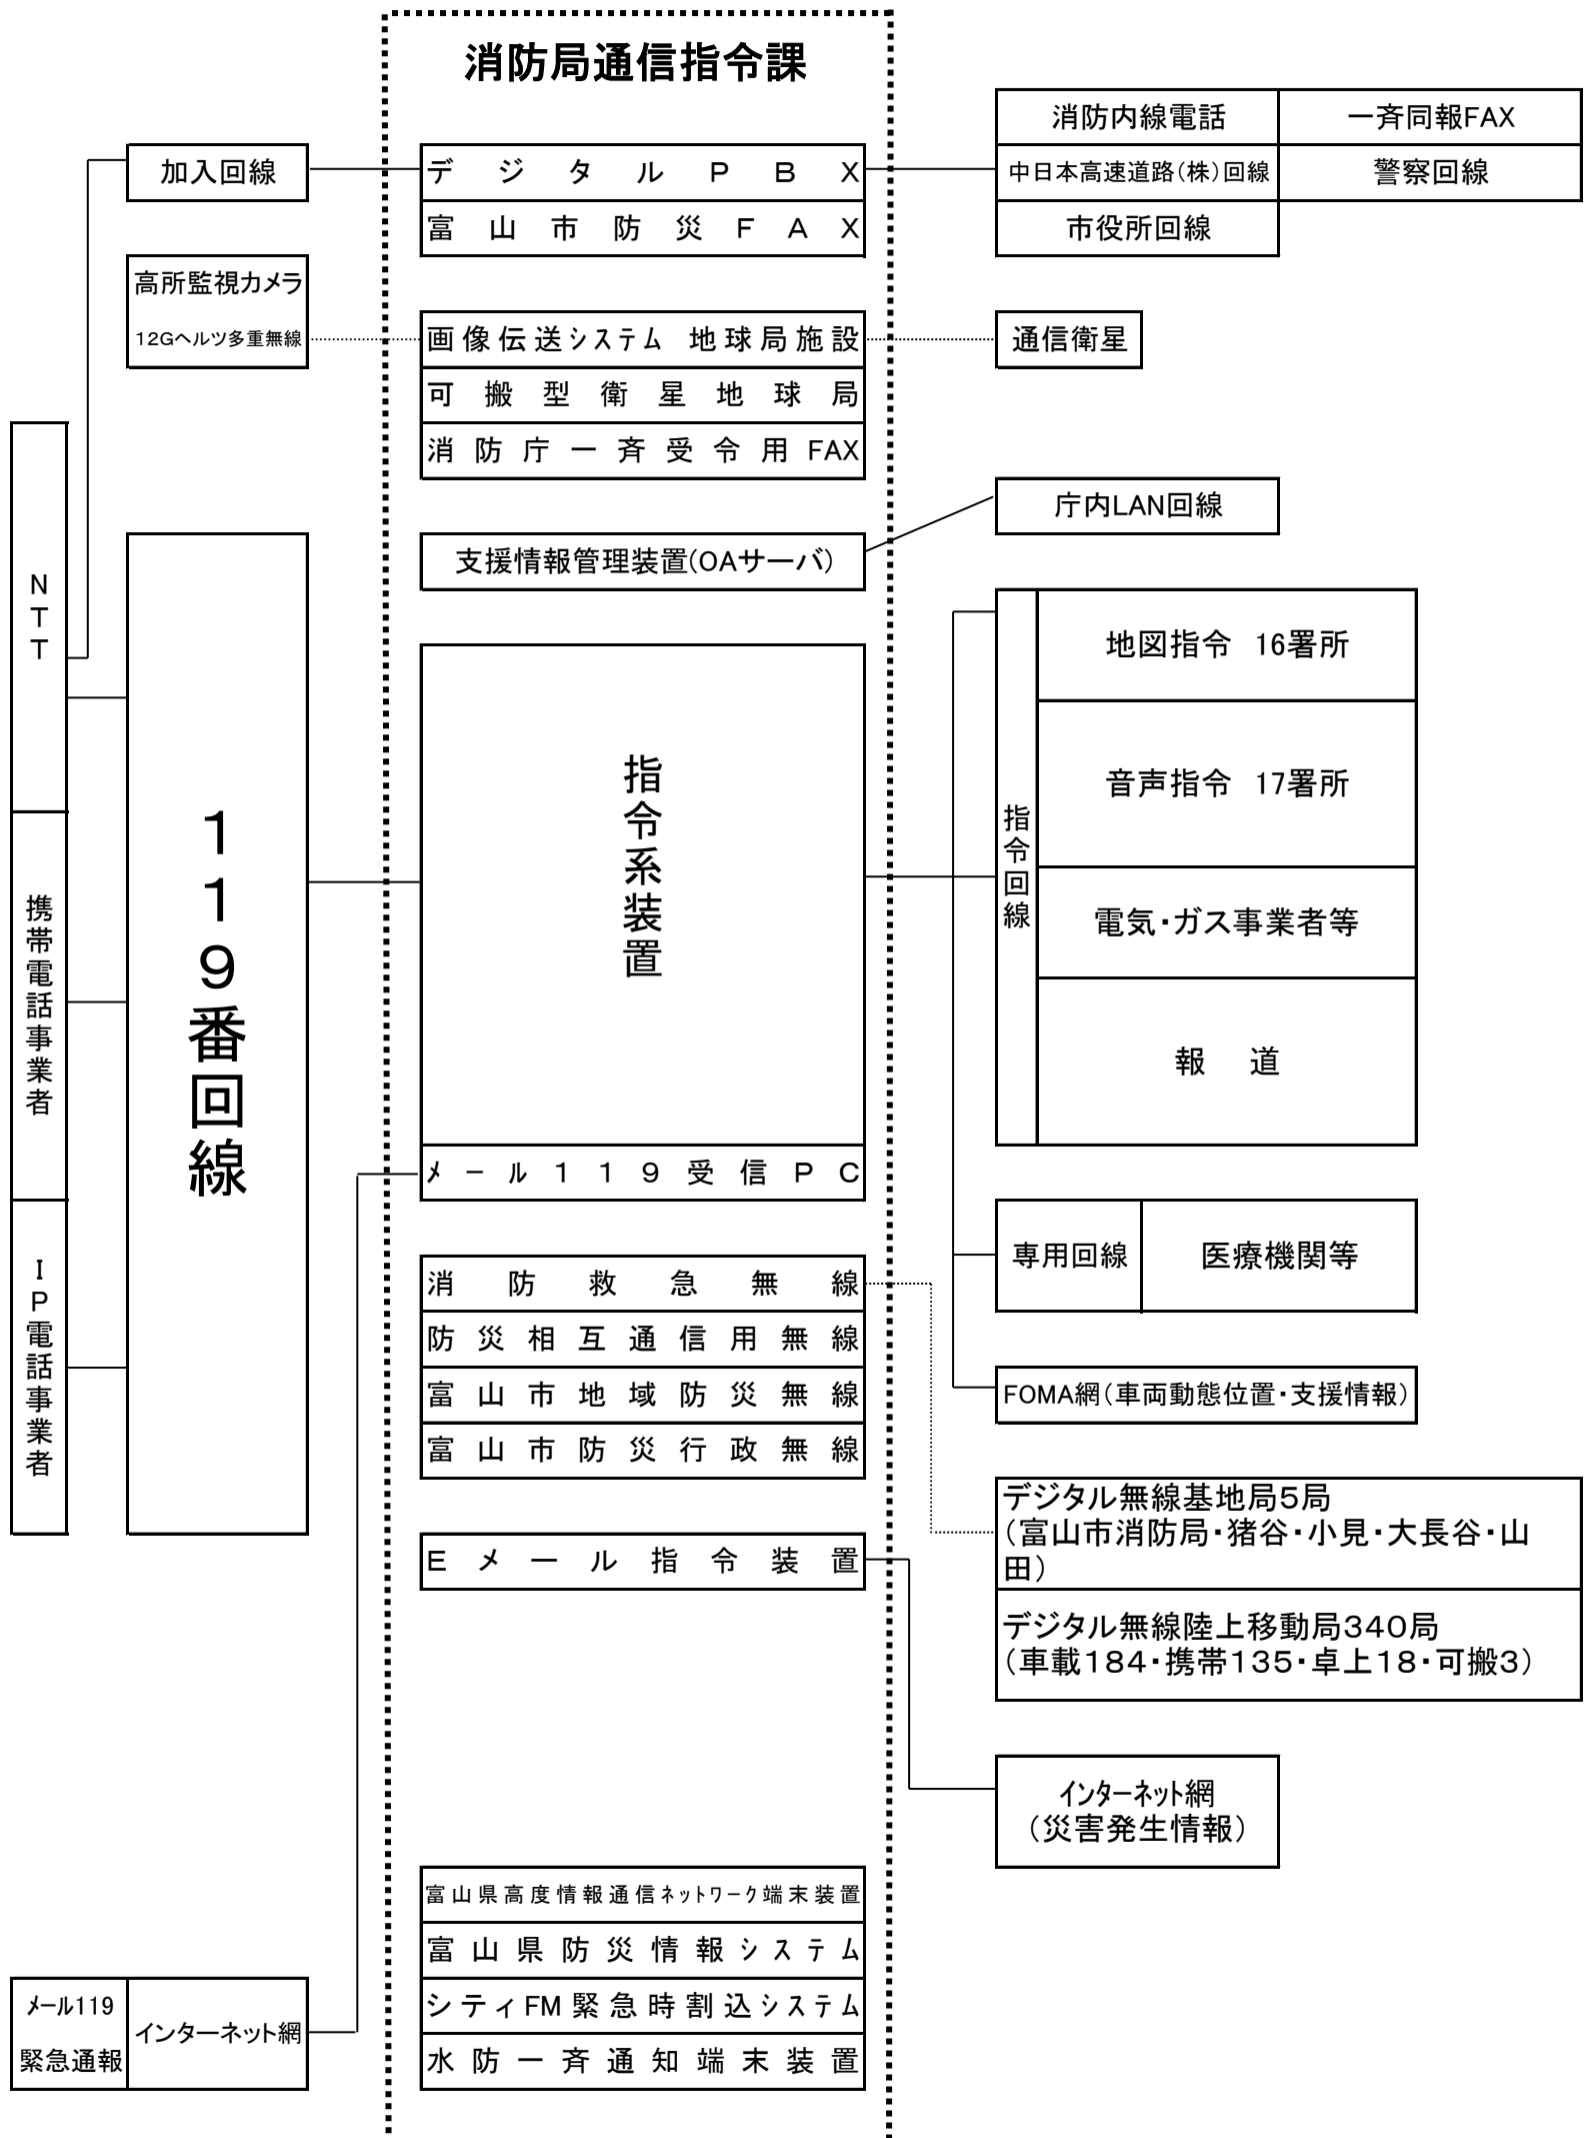 消防局通信指令課
消防内線電話
一斉同報FAX
加入回線
デジタルPBX
中日本高速道路(株)回線
警察回線
富山市防災FAX
市役所回線
高所監視カメラ
12Gヘルツ多重無線
画像伝送システム 地球局施設
通信衛星
可搬型衛星地球局
消防庁一斉受令用FAX
庁内LAN回線
支援情報管理装置(OAサーバ)
NTT
携帯電話事業者
IP電話事業者
119番回線
指令系装置
指令回線
地図指令 16署所
音声指令 17署所
電気・ガス事業者等
報 道
メール119受信PC
専用回線
医療機関等
消防救急無線
防災相互通信用無線
富山市地域防災無線
FOMA網(車両動態位置・支援情報)
富山市防災行政無線
デジタル無線基地局5局
(富山市消防局・猪谷・小見・大長谷・山
田)
Eメール指令装置
デジタル無線陸上移動局340局
(車載184・携帯135・卓上18・可搬3)
インターネット網
(災害発生情報)
富山県高度情報通信ネットワーク端末装置
富山県防災情報システム
メール119
緊急通報
インターネット網
シティFM緊急時割込システム
水防一斉通知端末装置